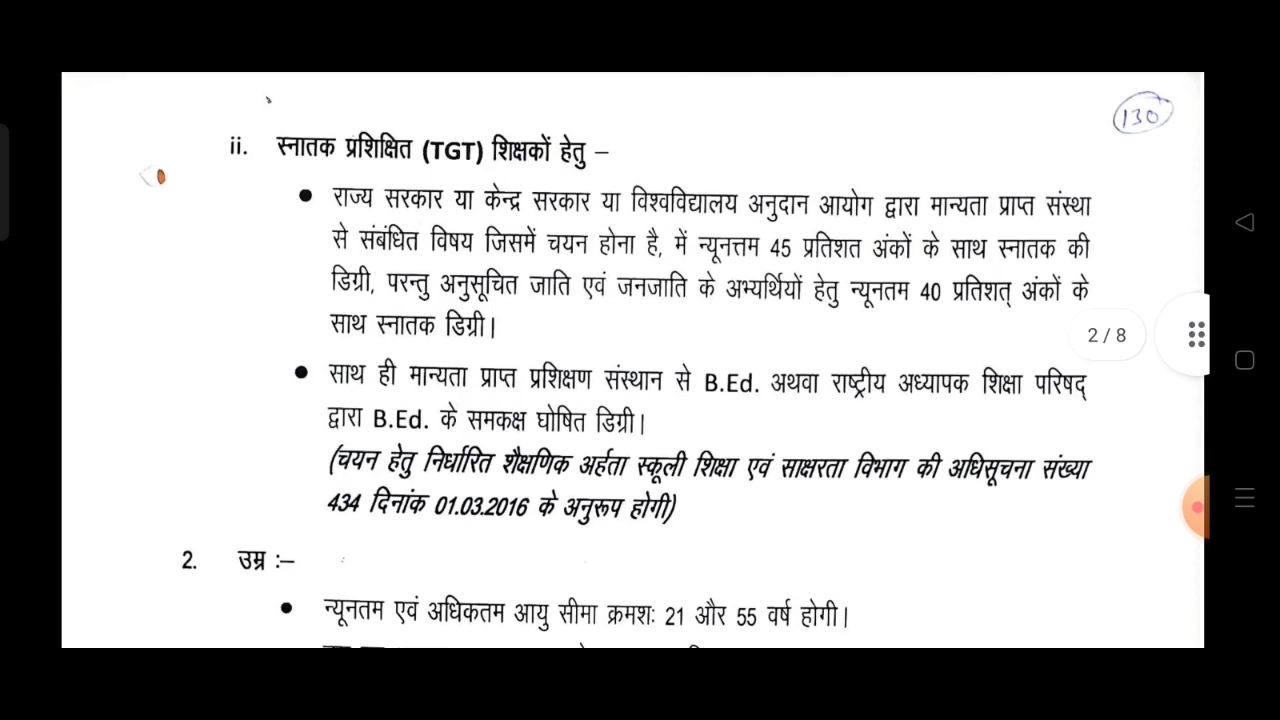 130
ii. स्नातक प्रशिक्षित (TGT) शिक्षकों हेतु –
● राज्य सरकार या केन्द्र सरकार या विश्वविद्यालय अनुदान आयोग द्वारा मान्यता प्राप्त संस्था
से संबंधित विषय जिसमें चयन होना है, में न्यूनत्तम 45 प्रतिशत अंकों के साथ स्नातक की
डिग्री, परन्तु अनुसूचित जाति एवं जनजाति के अभ्यर्थियों हेतु न्यूनतम 40 प्रतिशत् अंकों के
साथ स्नातक डिग्री।
2 / 8
● साथ ही मान्यता प्राप्त प्रशिक्षण संस्थान से B.Ed. अथवा राष्ट्रीय अध्यापक शिक्षा परिषद्
द्वारा B.Ed. के समकक्ष घोषित डिग्री।
(चयन हेतु निर्धारित शैक्षणिक अर्हता स्कूली शिक्षा एवं साक्षरता विभाग की अधिसूचना संख्या
434 दिनांक 01.03.2016 के अनुरूप होगी)
2. उम्र :–
● न्यूनतम एवं अधिकतम आयु सीमा क्रमशः 21 और 55 वर्ष होगी।